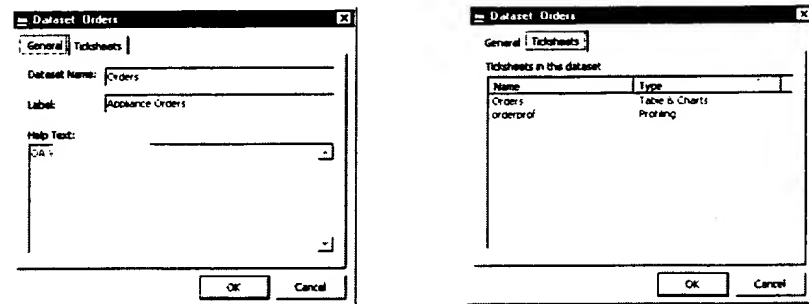 Dataset Orders
General Ticksheets
Dataset Name: Orders
Label: Appliance Orders
Help Text:
OK Cancel
Dataset Orders
General Ticksheets
Ticksheets in this dataset
Name Type
Orders Table & Charts
orderprof Profiling
OK Cancel